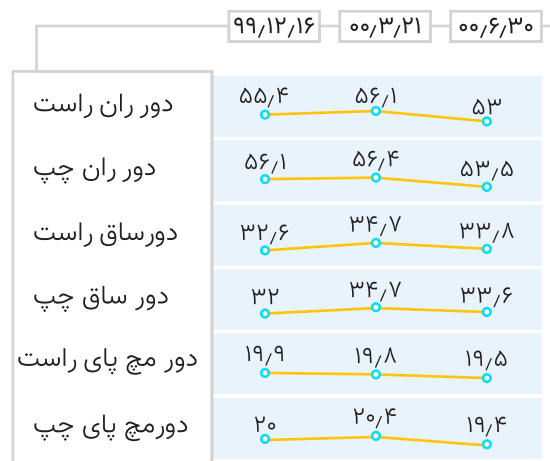 ۹۹٫۱۲٫۱۶ ۰۰٫۳٫۲۱ ۰۰٫۶٫۳۰
دور ران راست ۵۵٫۴ ۵۶٫۱ ۵۳
دور ران چپ ۵۶٫۱ ۵۶٫۴ ۵۳٫۵
دورساق راست ۳۲٫۶ ۳۴٫۷ ۳۳٫۸
دور ساق چپ ۳۲ ۳۴٫۷ ۳۳٫۶
دور مچ پای راست ۱۹٫۹ ۱۹٫۸ ۱۹٫۵
دورمچ پای چپ ۲۰ ۲۰٫۴ ۱۹٫۴